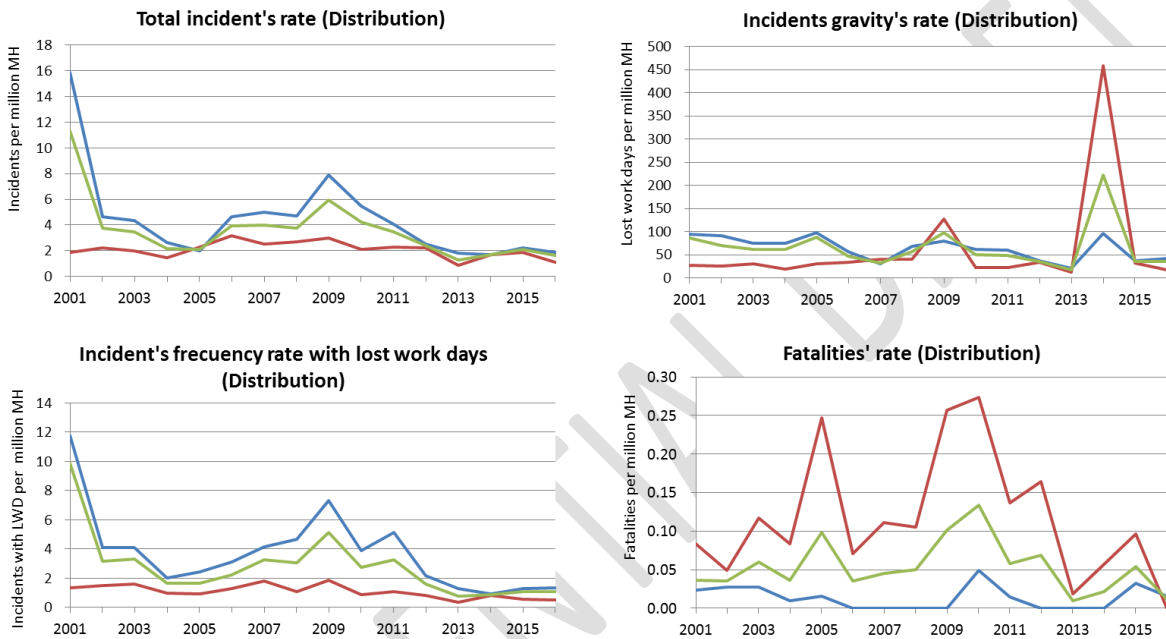 Total incident's rate (Distribution)
Incidents per million MH
18
16
14
12
10
8
6
4
2
0
2001 2003 2005 2007 2009 2011 2013 2015
Incidents gravity's rate (Distribution)
Lost work days per million MH
500
450
400
350
300
250
200
150
100
50
0
2001 2003 2005 2007 2009 2011 2013 2015
Incident's frecuency rate with lost work days
(Distribution)
Incidents with LWD per million MH
14
12
10
8
6
4
2
0
2001 2003 2005 2007 2009 2011 2013 2015
Fatalities' rate (Distribution)
Fatalities per million MH
0.30
0.25
0.20
0.15
0.10
0.05
0.00
2001 2003 2005 2007 2009 2011 2013 2015